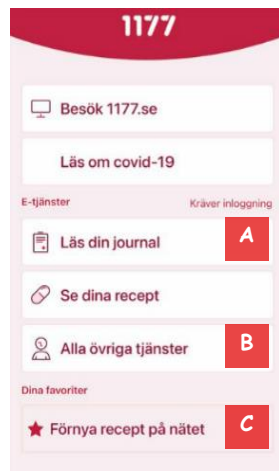 1177
Besök 1177.se
Läs om covid-19
E-tjänster Kräver inloggning
Läs din journal A
Se dina recept
Alla övriga tjänster B
Dina favoriter
Förnya recept på nätet C